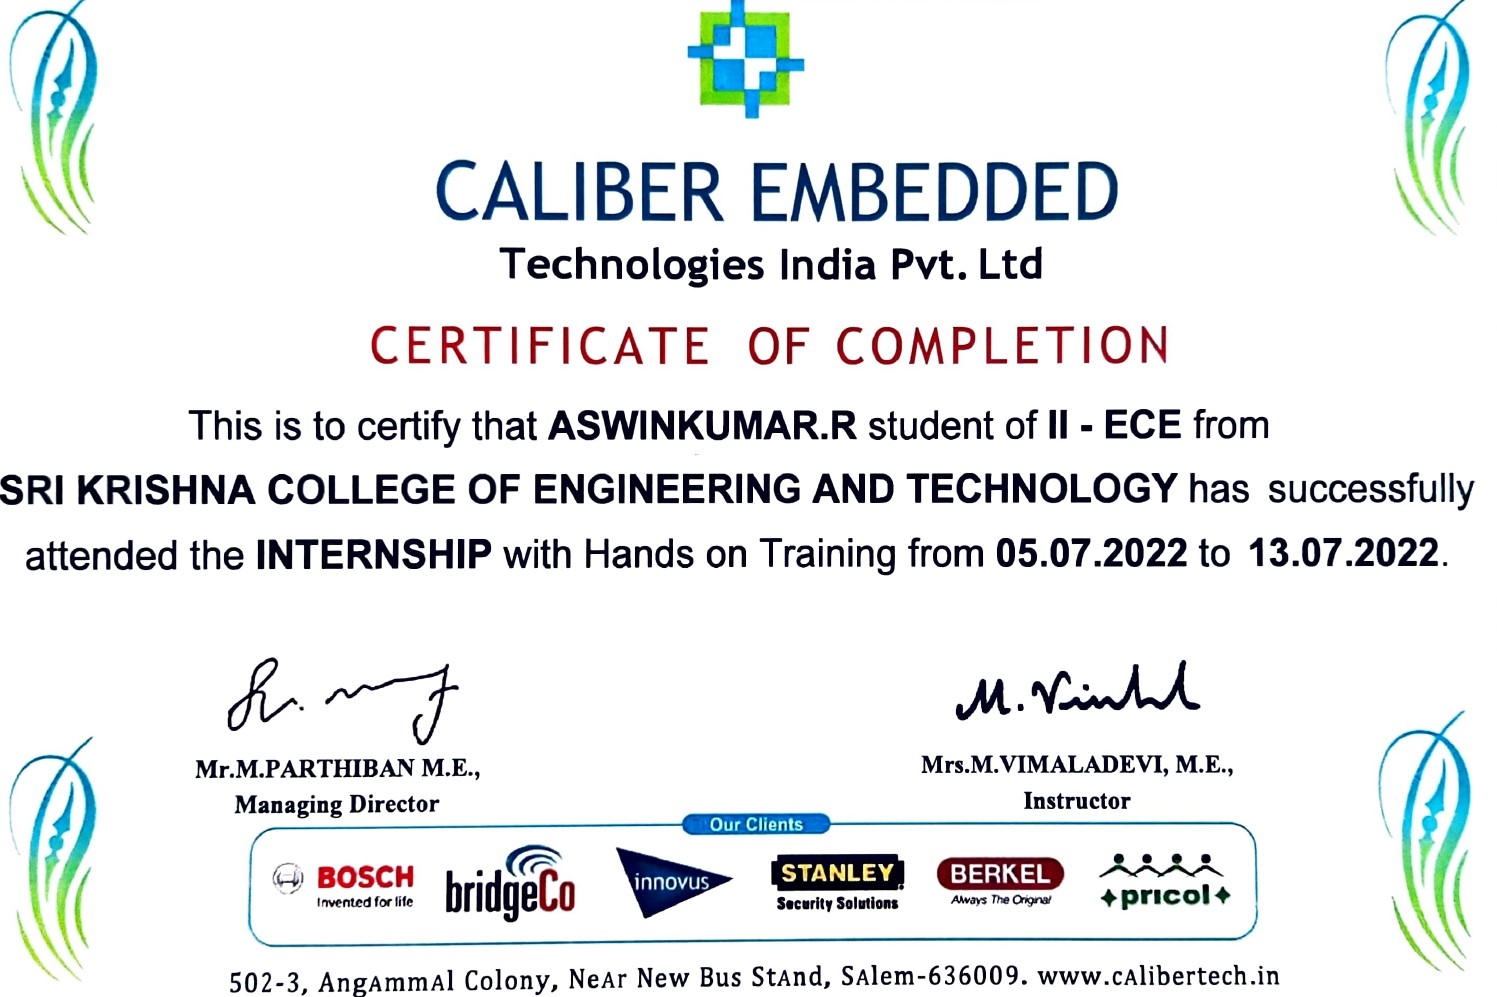 CALIBER EMBEDDED
Technologies India Pvt. Ltd
CERTIFICATE OF COMPLETION
This is to certify that ASWINKUMAR.R student of II - ECE from
SRI KRISHNA COLLEGE OF ENGINEERING AND TECHNOLOGY has successfully
attended the INTERNSHIP with Hands on Training from 05.07.2022 to 13.07.2022.
Mr.M.PARTHIBAN M.E.,
Managing Director
Mrs.M.VIMALADEVI, M.E.,
Instructor
Our Clients
BOSCH
Invented for life
bridgeCo
innovus
STANLEY
Security Solutions
BERKEL
Always The Original
pricol
502-3, AngAmmAl Colony, NeAr New Bus StAnd, SAlem-636009. www.cAlibertech.in